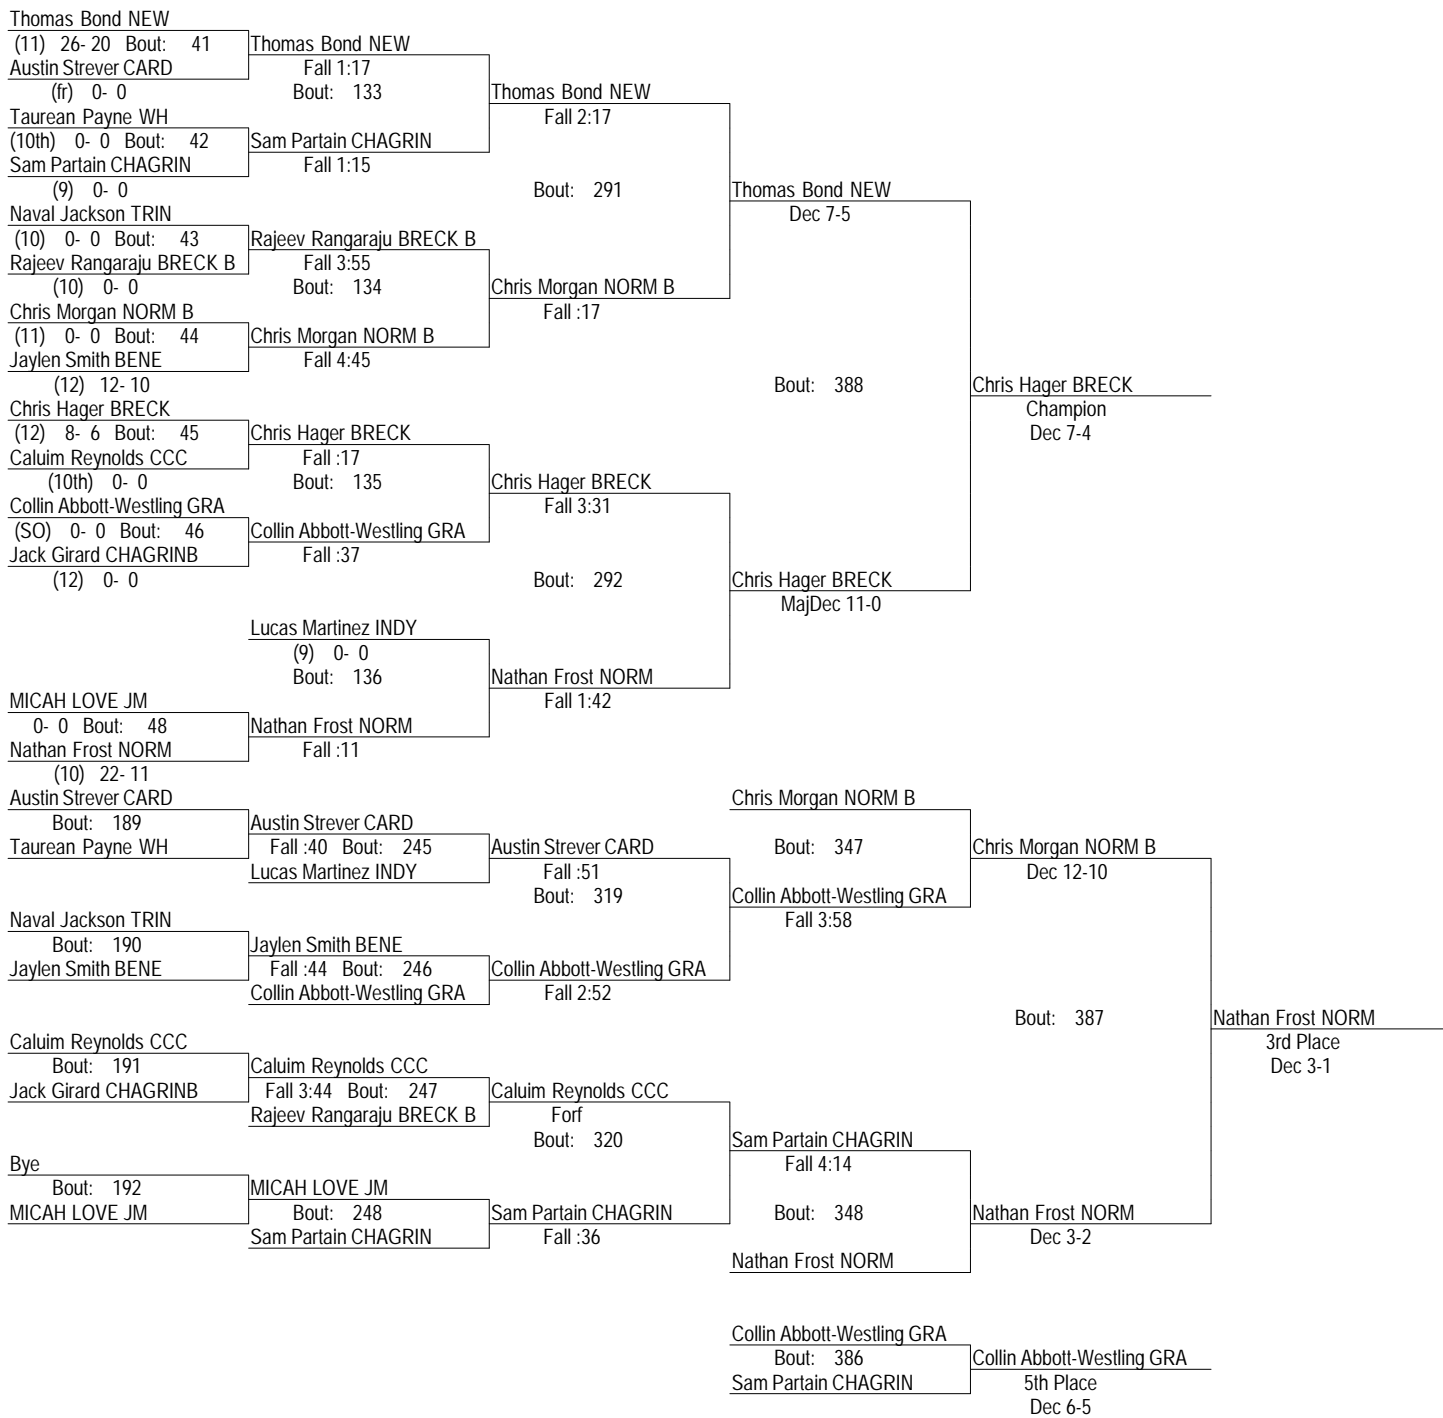 Thomas Bond NEW
(11) 26- 20 Bout: 41
Austin Strever CARD
(fr) 0- 0
Taurean Payne WH
(10th) 0- 0 Bout: 42
Sam Partain CHAGRIN
(9) 0- 0
Naval Jackson TRIN
(10) 0- 0 Bout: 43
Rajeev Rangaraju BRECK B
(10) 0- 0
Chris Morgan NORM B
(11) 0- 0 Bout: 44
Jaylen Smith BENE
(12) 12- 10
Chris Hager BRECK
(12) 8- 6 Bout: 45
Caluim Reynolds CCC
(10th) 0- 0
Collin Abbott-Westling GRA
(SO) 0- 0 Bout: 46
Jack Girard CHAGRINB
(12) 0- 0
MICAH LOVE JM
0- 0 Bout: 48
Nathan Frost NORM
(10) 22- 11
Thomas Bond NEW
Fall 1:17
Bout: 133
Sam Partain CHAGRIN
Fall 1:15
Rajeev Rangaraju BRECK B
Fall 3:55
Bout: 134
Chris Morgan NORM B
Fall 4:45
Chris Hager BRECK
Fall :17
Bout: 135
Collin Abbott-Westling GRA
Fall :37
Lucas Martinez INDY
(9) 0- 0
Bout: 136
Nathan Frost NORM
Fall :11
Thomas Bond NEW
Fall 2:17
Bout: 291
Chris Morgan NORM B
Fall :17
Chris Hager BRECK
Fall 3:31
Bout: 292
Nathan Frost NORM
Fall 1:42
Thomas Bond NEW
Dec 7-5
Bout: 388
Chris Hager BRECK
MajDec 11-0
Chris Hager BRECK
Champion
Dec 7-4
Austin Strever CARD
Bout: 189
Taurean Payne WH
Naval Jackson TRIN
Bout: 190
Jaylen Smith BENE
Caluim Reynolds CCC
Bout: 191
Jack Girard CHAGRINB
Bye
Bout: 192
MICAH LOVE JM
Austin Strever CARD
Fall :40 Bout: 245
Lucas Martinez INDY
Jaylen Smith BENE
Fall :44 Bout: 246
Collin Abbott-Westling GRA
Caluim Reynolds CCC
Fall 3:44 Bout: 247
Rajeev Rangaraju BRECK B
MICAH LOVE JM
Bout: 248
Sam Partain CHAGRIN
Austin Strever CARD
Fall :51
Bout: 319
Collin Abbott-Westling GRA
Fall 2:52
Caluim Reynolds CCC
Forf
Bout: 320
Sam Partain CHAGRIN
Fall :36
Chris Morgan NORM B
Bout: 347
Collin Abbott-Westling GRA
Fall 3:58
Sam Partain CHAGRIN
Fall 4:14
Bout: 348
Nathan Frost NORM
Chris Morgan NORM B
Dec 12-10
Bout: 387
Nathan Frost NORM
Dec 3-2
Nathan Frost NORM
3rd Place
Dec 3-1
Collin Abbott-Westling GRA
Bout: 386
Sam Partain CHAGRIN
Collin Abbott-Westling GRA
5th Place
Dec 6-5